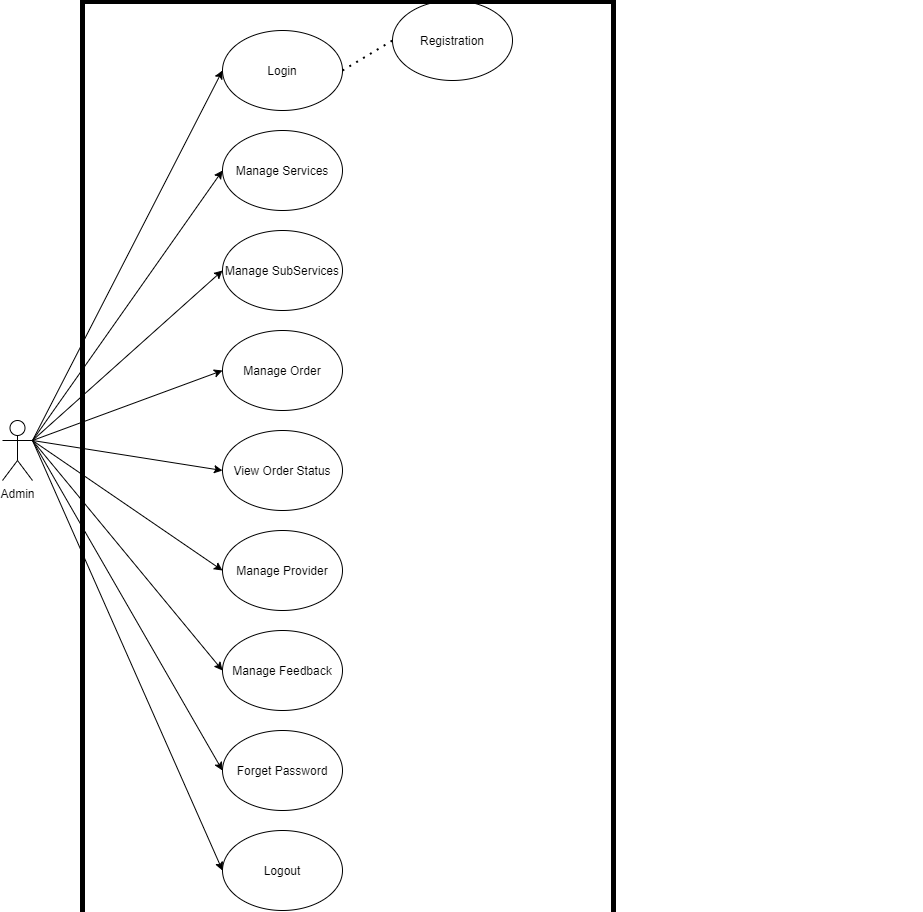 Registration
Login
Manage Services
Manage SubServices
Manage Order
View Order Status
Admin
Manage Provider
Manage Feedback
Forget Password
Logout